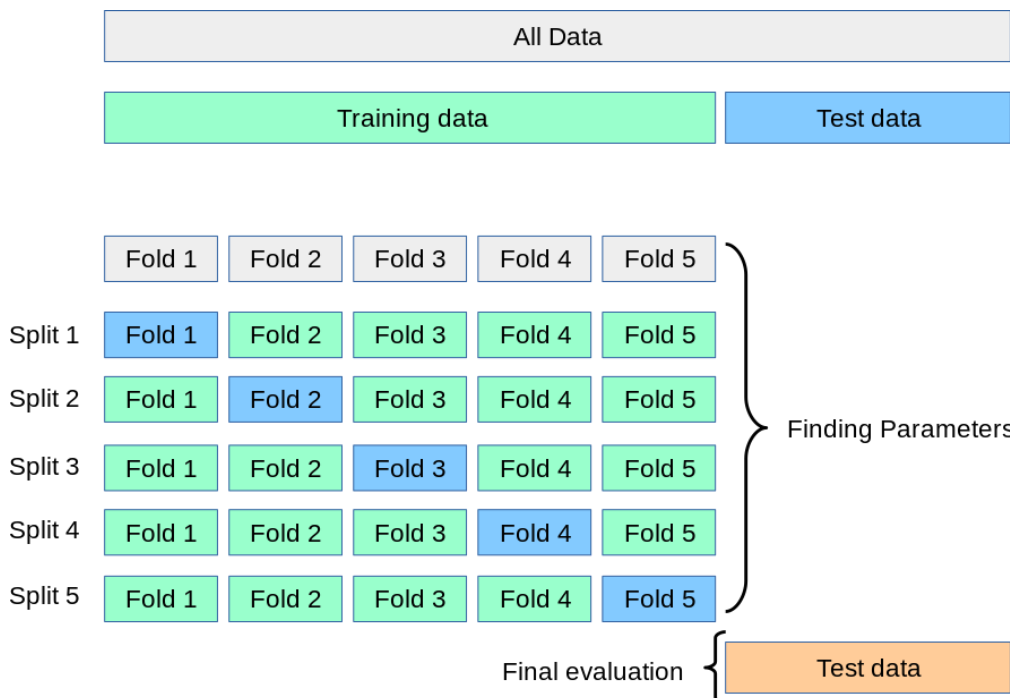 All Data
Training data Test data
Fold 1 Fold 2 Fold 3 Fold 4 Fold 5
Split 1 Fold 1 Fold 2 Fold 3 Fold 4 Fold 5
Split 2 Fold 1 Fold 2 Fold 3 Fold 4 Fold 5
Finding Parameters
Split 3 Fold 1 Fold 2 Fold 3 Fold 4 Fold 5
Split 4 Fold 1 Fold 2 Fold 3 Fold 4 Fold 5
Split 5 Fold 1 Fold 2 Fold 3 Fold 4 Fold 5
Final evaluation Test data